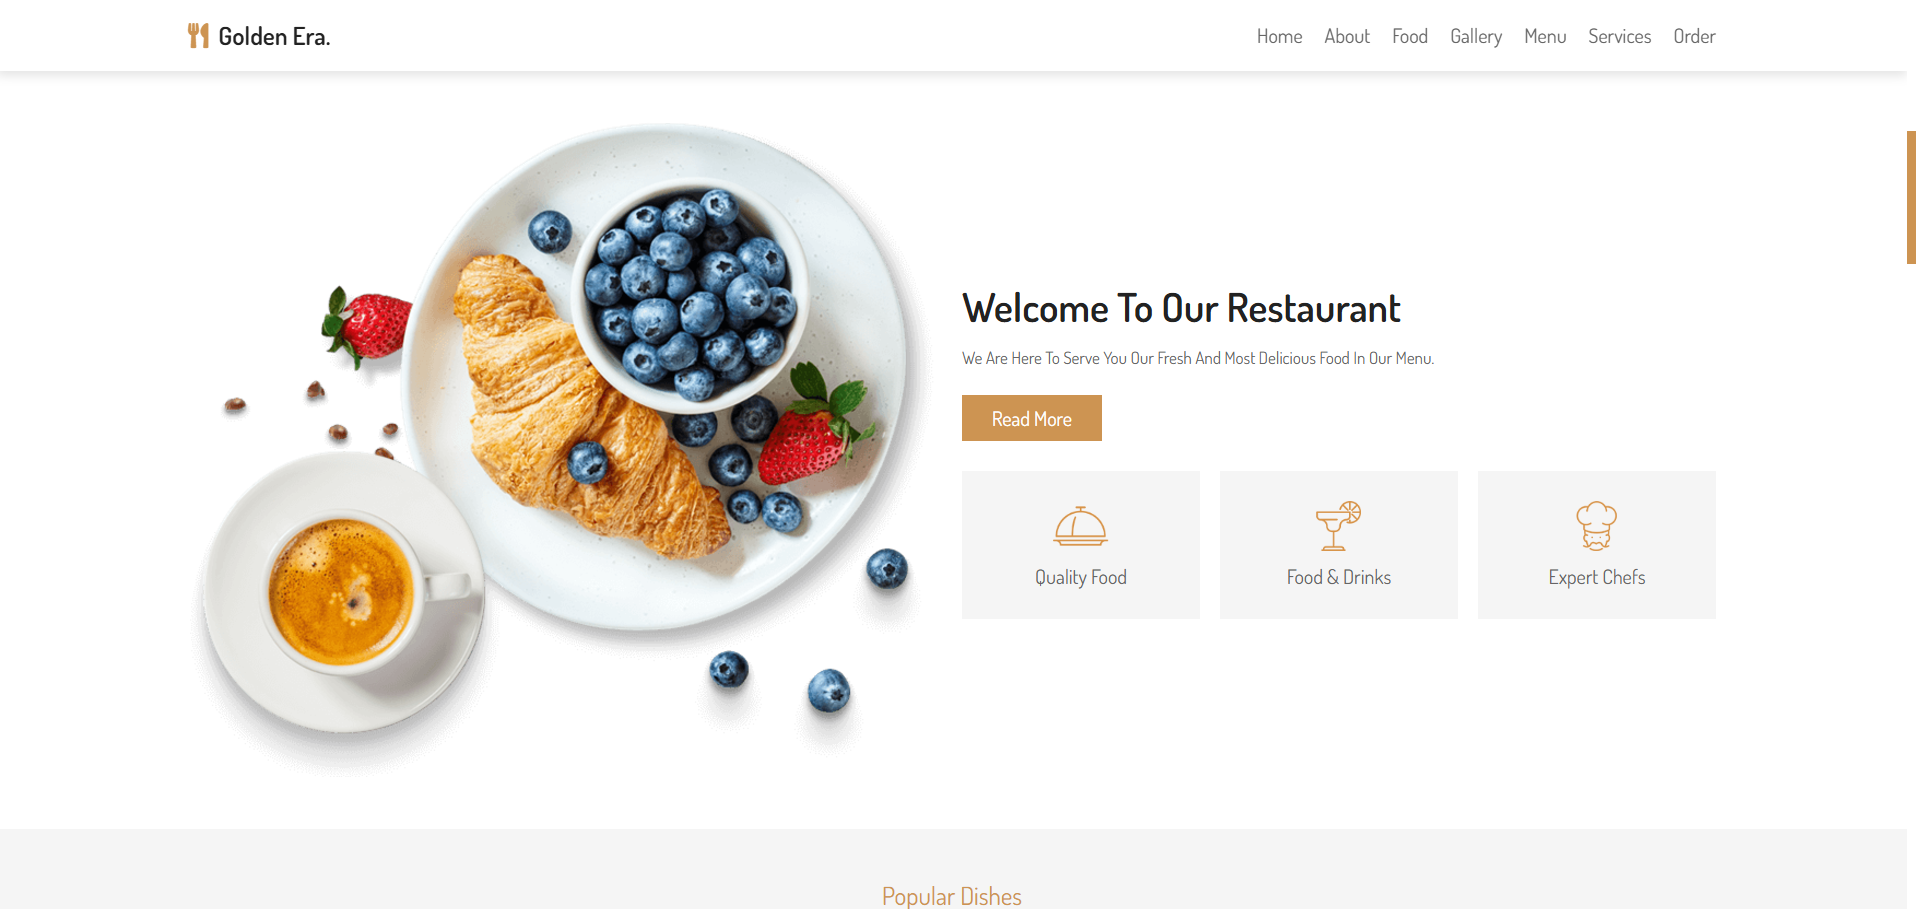 Golden Era.
Home About Food Gallery Menu Services Order
Welcome To Our Restaurant
We Are Here To Serve You Our Fresh And Most Delicious Food In Our Menu.
Read More
Quality Food
Food & Drinks
Expert Chefs
Popular Dishes